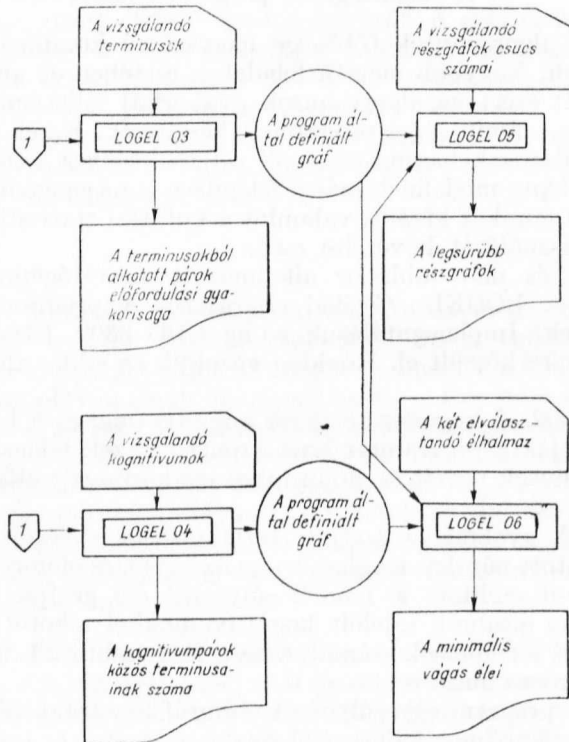 A vizsgálandó
terminusok
1
LOGEL 03
A program ál-
tal definiált
gráf
A vizsgálandó
részgráfok csucs
számai
LOGEL 05
A terminusokból
alkotott párok
előfordulási gya-
korisága
A legsűrűbb
részgráfok
A vizsgálandó
kognitívumok
1
LOGEL 04
A program ál-
tal definiált
gráf
A két elválasz
tandó élhalmaz
LOGEL 06
A kognitívumpárok
közös terminusa-
inak száma
A minimális
vágás élei